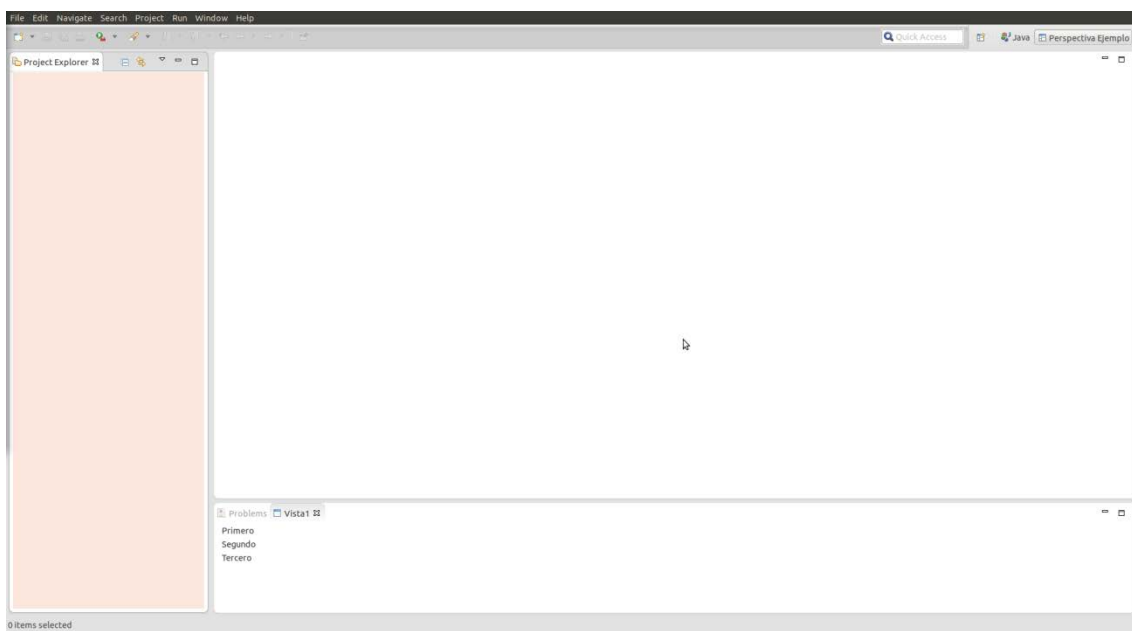 File Edit Navigate Search Project Run Window Help
Quick Access Java Perspectiva Ejemplo
Project Explorer
Problems Vista1
Primero
Segundo
Tercero
0 items selected